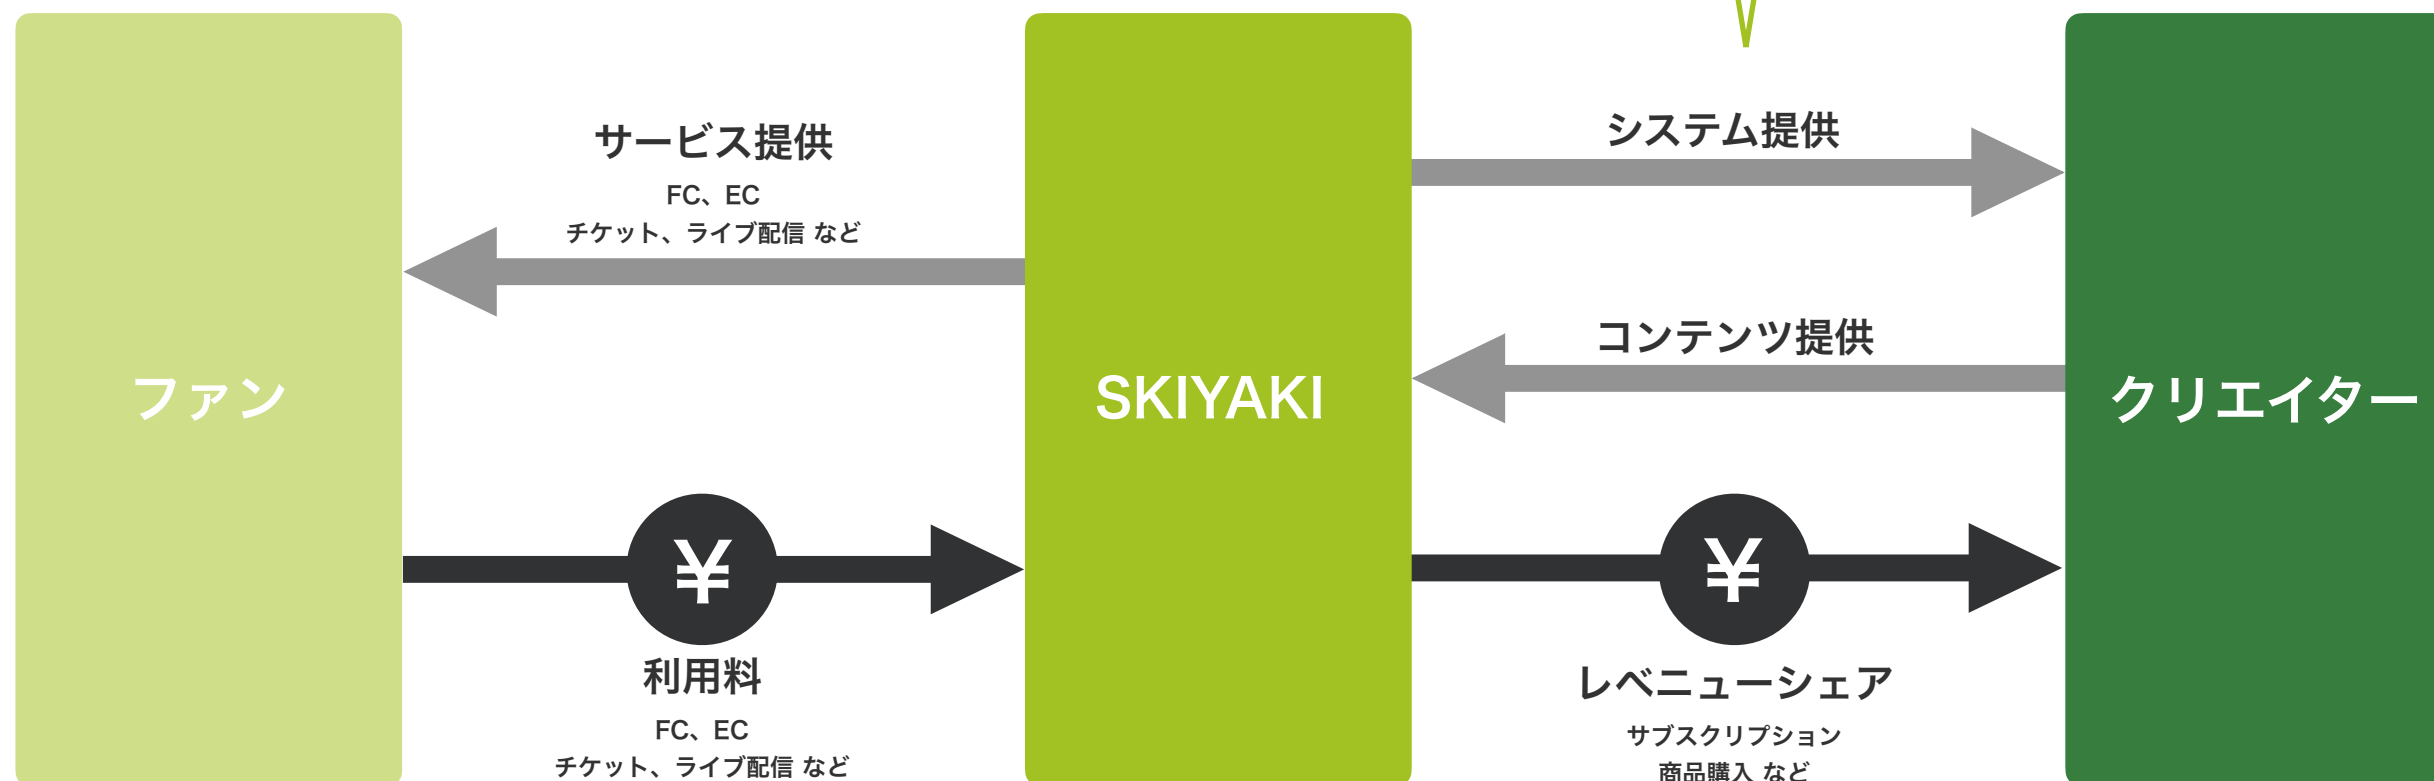 ファン
サービス提供
FC、EC
チケット、ライブ配信 など
¥
利用料
FC、EC
チケット、ライブ配信 など
SKIYAKI
システム提供
コンテンツ提供
¥
レベニューシェア
サブスクリプション
商品購入 など
クリエイター